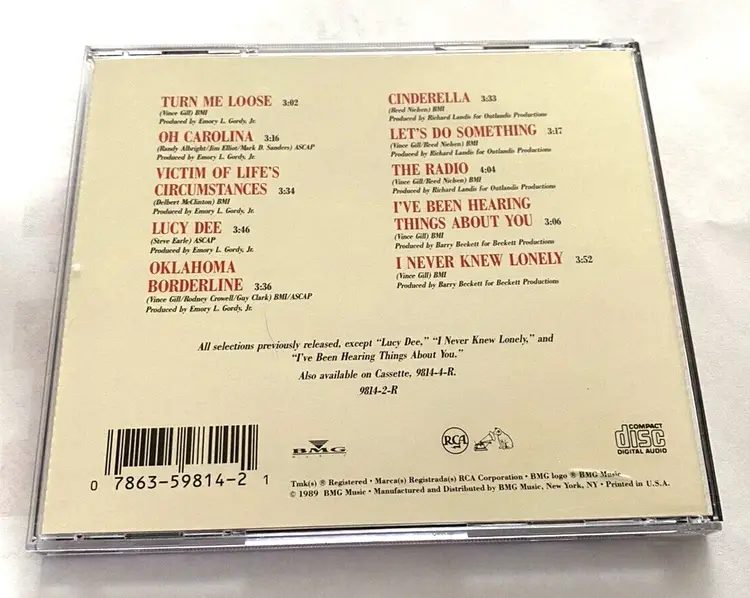 TURN ME LOOSE 3:02
(Vince Gill) BMI
Produced by Emory L. Gordy, Jr.
OH CAROLINA 3:16
(Randy Albright/Jim Elliot/Mark D. Sanders) ASCAP
Produced by Emory L. Gordy, Jr.
VICTIM OF LIFE'S
CIRCUMSTANCES 3:34
(Delbert McClinton) BMI
Produced by Emory L. Gordy, Jr.
LUCY DEE 3:46
(Steve Earle) ASCAP
Produced by Emory L. Gordy, Jr.
OKLAHOMA
BORDERLINE 3:36
(Vince Gill/Rodney Crowell/Guy Clark) BMI/ASCAP
Produced by Emory L. Gordy, Jr.
CINDERELLA 3:33
(Reed Nielsen) BMI
Produced by Richard Landis for Outlandis Productions
LET'S DO SOMETHING 3:17
(Vince Gill/Reed Nielsen) BMI
Produced by Richard Landis for Outlandis Productions
THE RADIO 4:04
(Vince Gill/Reed Nielsen) BMI
Produced by Richard Landis for Outlandis Productions
I'VE BEEN HEARING
THINGS ABOUT YOU 3:06
(Vince Gill) BMI
Produced by Barry Beckett for Beckett Productions
I NEVER KNEW LONELY 3:52
(Vince Gill) BMI
Produced by Barry Beckett for Beckett Productions
All selections previously released, except "Lucy Dee," "I Never Knew Lonely," and
"I've Been Hearing Things About You."
Also available on Cassette, 9814-4-R.
9814-2-R
0 7863-59814-2 1
BMG
MUSIC
RCA
COMPACT
disc
DIGITAL AUDIO
Tmk(s) ® Registered • Marca(s) Registrada(s) RCA Corporation • BMG logo ® BMG Music
© 1989 BMG Music • Manufactured and Distributed by BMG Music, New York, NY • Printed in U.S.A.